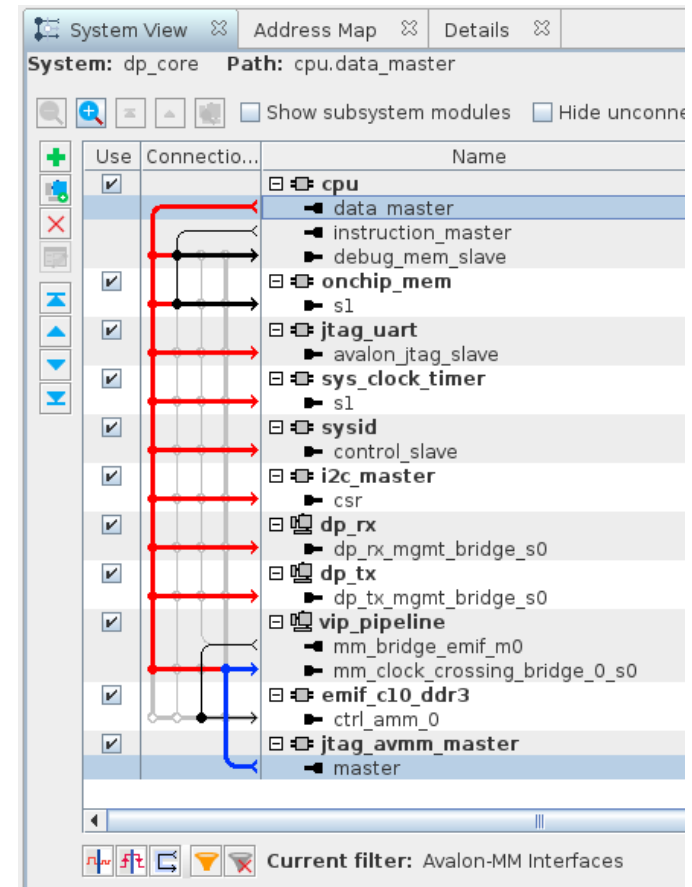 System View Address Map Details
System: dp_core Path: cpu.data_master
Show subsystem modules Hide unconne
Use Connectio... Name
cpu
data_master
instruction_master
debug_mem_slave
onchip_mem
s1
jtag_uart
avalon_jtag_slave
sys_clock_timer
s1
sysid
control_slave
i2c_master
csr
dp_rx
dp_rx_mgmt_bridge_s0
dp_tx
dp_tx_mgmt_bridge_s0
vip_pipeline
mm_bridge_emif_m0
mm_clock_crossing_bridge_0_s0
emif_c10_ddr3
ctrl_amm_0
jtag_avmm_master
master
Current filter: Avalon-MM Interfaces